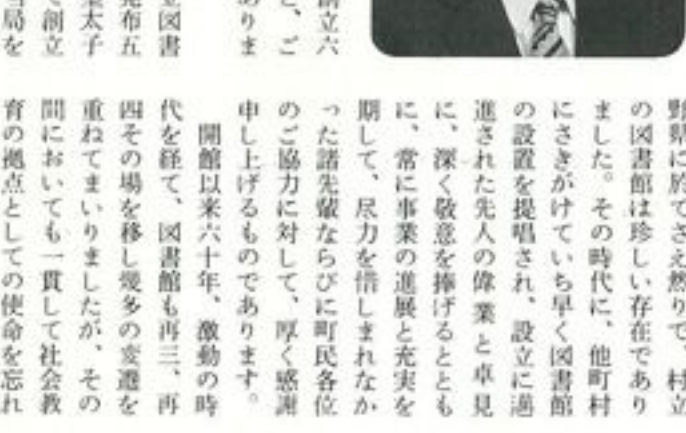 創立六
と、ご
ありま
立図書
発布五
太子
創立
当局を
野県に於てさえ然りで、村立
の図書館は珍しい存在であり
ました。その時代に、他町村
にさきがけていち早く図書館
の設置を提唱され、設立に邁
進された先人の偉業と卓見
に、深く敬意を捧げるととも
に、常に事業の進展と充実を
期して、尽力を惜しまれなか
った諸先輩ならびに町民各位
のご協力に対して、厚く感謝
申し上げるものであります。
開館以来六十年、激動の時
代を経て、図書館も再三、再
四その場を移し幾多の変遷を
重ねてまいりましたが、その
間においても一貫して社会教
育の拠点としての使命を忘れ